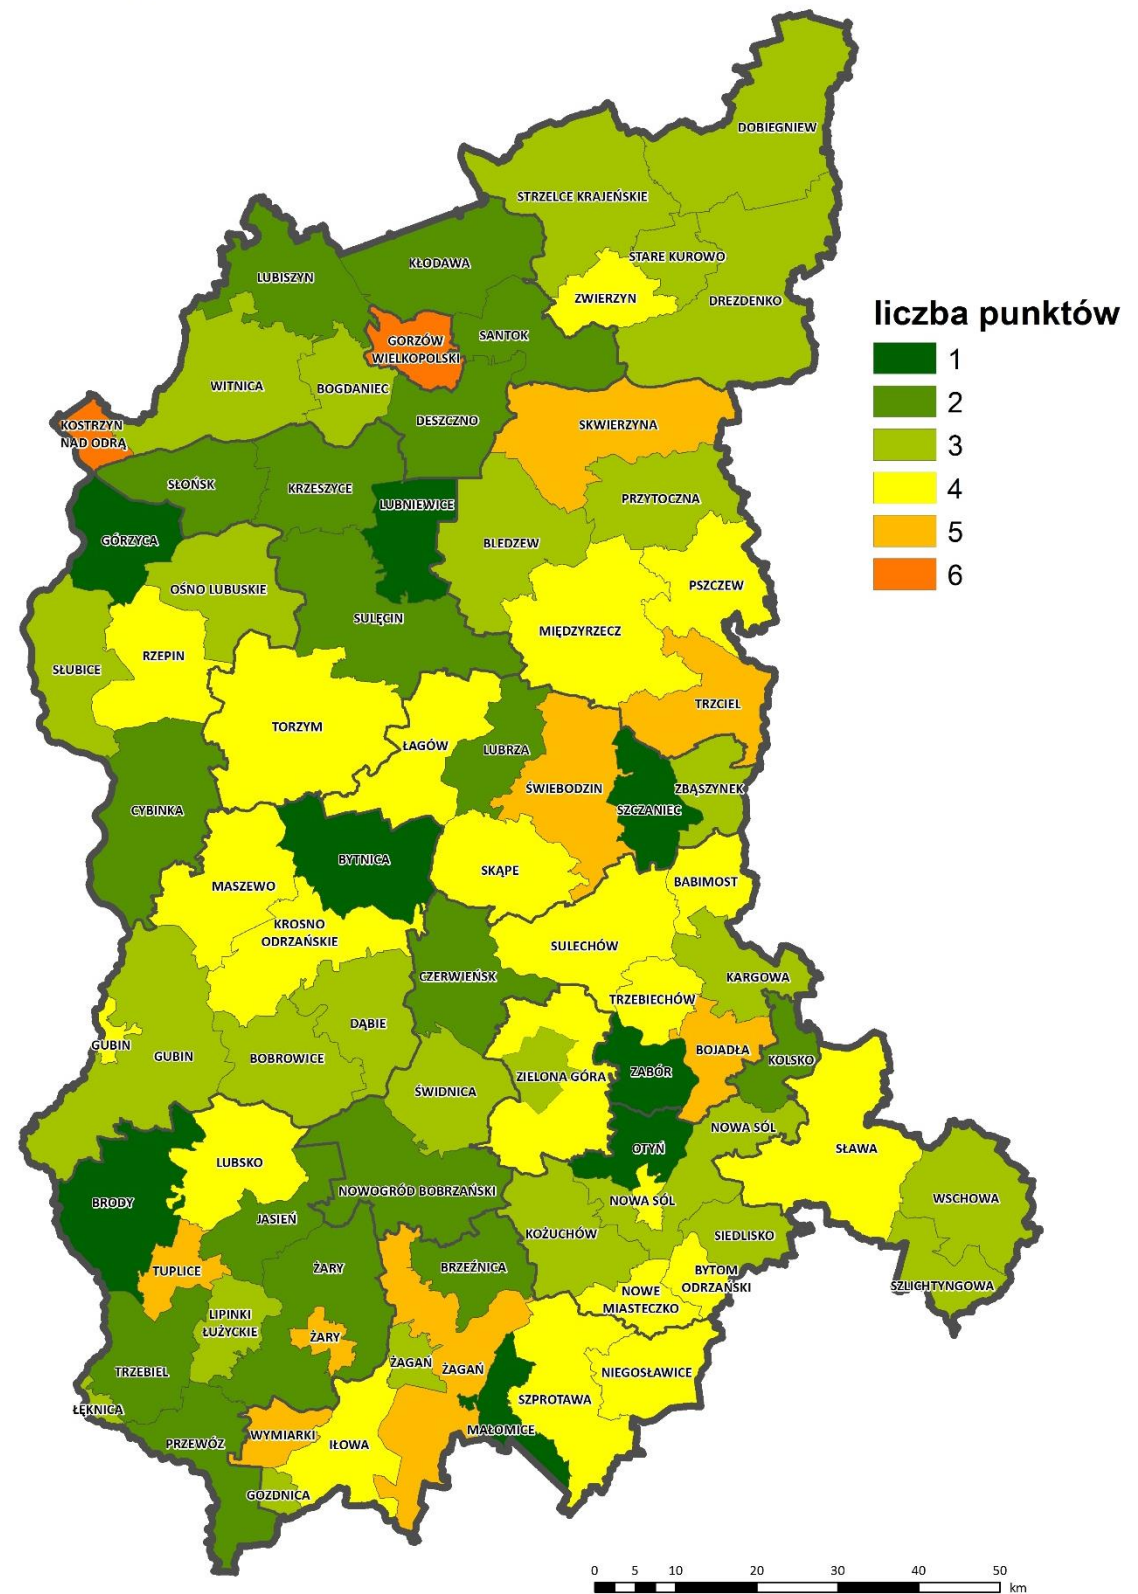 DOBIEGNIEW
STRZELCE KRAJEŃSKIE
STARE KUROWO
KŁODAWA
LUBISZYN
ZWIERZYN
DREZDENKO
liczba punktów
1
2
3
4
5
6
SANTOK
GORZÓW
WIELKOPOLSKI
WITNICA
BOGDANIEC
DESZCZNO
SKWIERZYNA
KOSTRZYN
NAD ODRĄ
SŁOŃSK
KRZESZYCE
LUBNIEWICE
PRZYTOCZNA
GÓRZYCA
BLEDZEW
OŚNO LUBUSKIE
PSZCZEW
SULĘCIN
MIĘDZYRZECZ
SŁUBICE
RZEPIN
TRZCIEL
TORZYM
ŁAGÓW
LUBRZA
ŚWIEBODZIN
ZBĄSZYNEK
CYBINKA
SZCZANIEC
BYTNICA
SKĄPE
MASZEWO
BABIMOST
KROSNO
ODRZAŃSKIE
SULECHÓW
CZERWIEŃSK
KARGOWA
TRZEBIECHÓW
DĄBIE
GUBIN
GUBIN
BOBROWICE
BOJADŁA
KOLSKO
ZIELONA GÓRA
ZABÓR
ŚWIDNICA
NOWA SÓL
OTYŃ
SŁAWA
LUBSKO
BRODY
NOWOGRÓD BOBRZAŃSKI
NOWA SÓL
WSCHOWA
JASIEŃ
KOŻUCHÓW
SIEDLISKO
TUPLICE
ŻARY
BRZEŹNICA
BYTOM
ODRZAŃSKI
SZLICHTYNGOWA
NOWE
MIASTECZKO
LIPINKI
ŁUŻYCKIE
ŻARY
ŻAGAŃ
ŻAGAŃ
TRZEBIEL
NIEGOSŁAWICE
SZPROTAWA
ŁĘKNICA
MAŁOMICE
PRZEWÓZ
WYMIARKI
IŁOWA
GOZDNICA
0 5 10 20 30 40 50
km